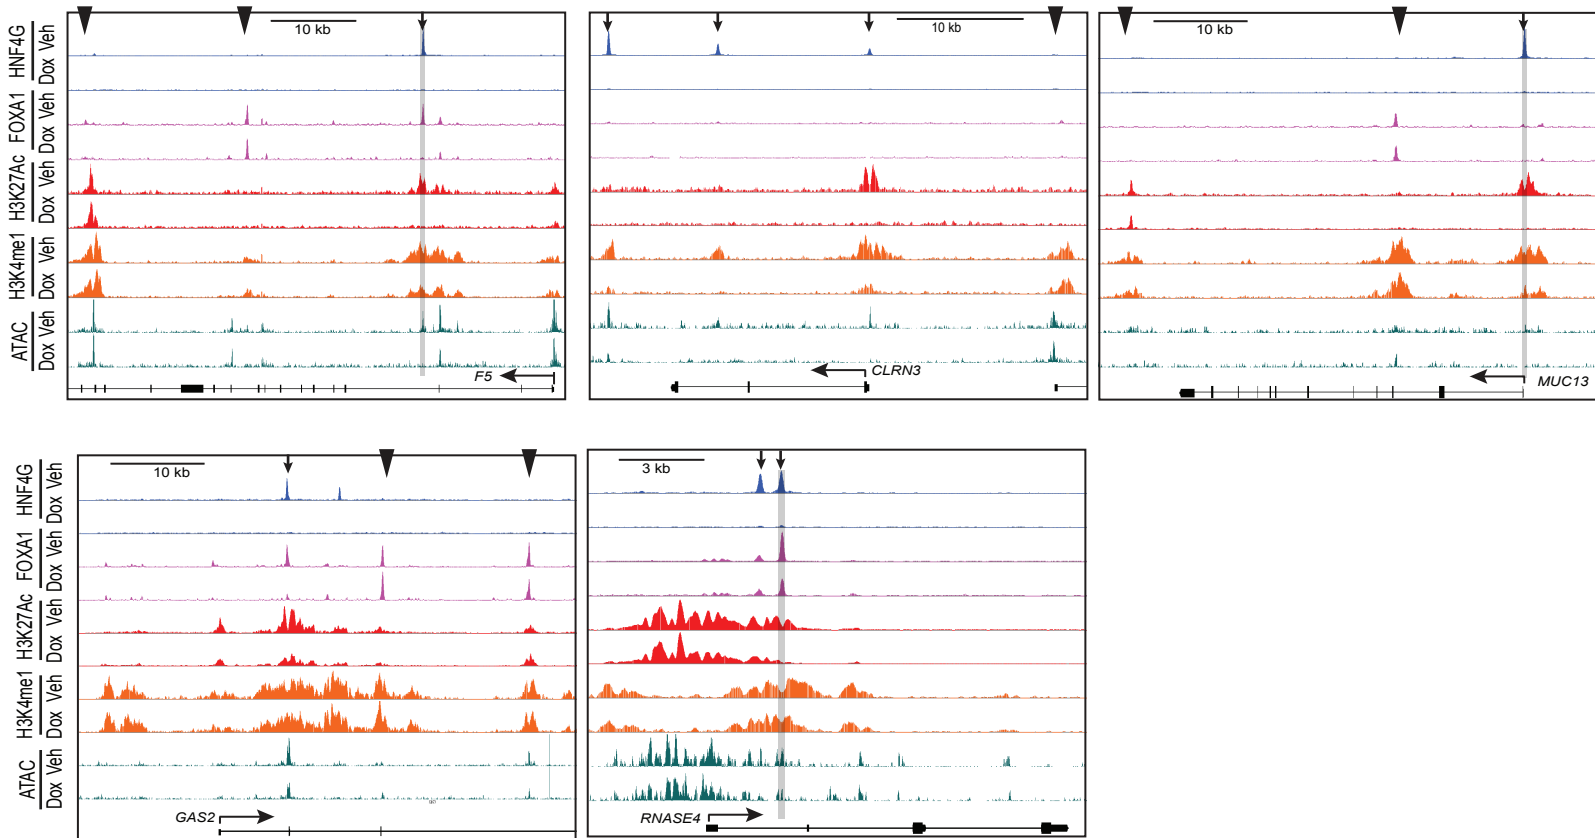 10 kb
10 kb
10 kb
HNF4G
Dox Veh
FOXA1
Dox Veh
H3K27Ac
Dox Veh
H3K4me1
Dox Veh
ATAC
Dox Veh
F5
CLRN3
MUC13
10 kb
3 kb
HNF4G
Dox Veh
FOXA1
Dox Veh
H3K27Ac
Dox Veh
H3K4me1
Dox Veh
ATAC
Dox Veh
GAS2
RNASE4